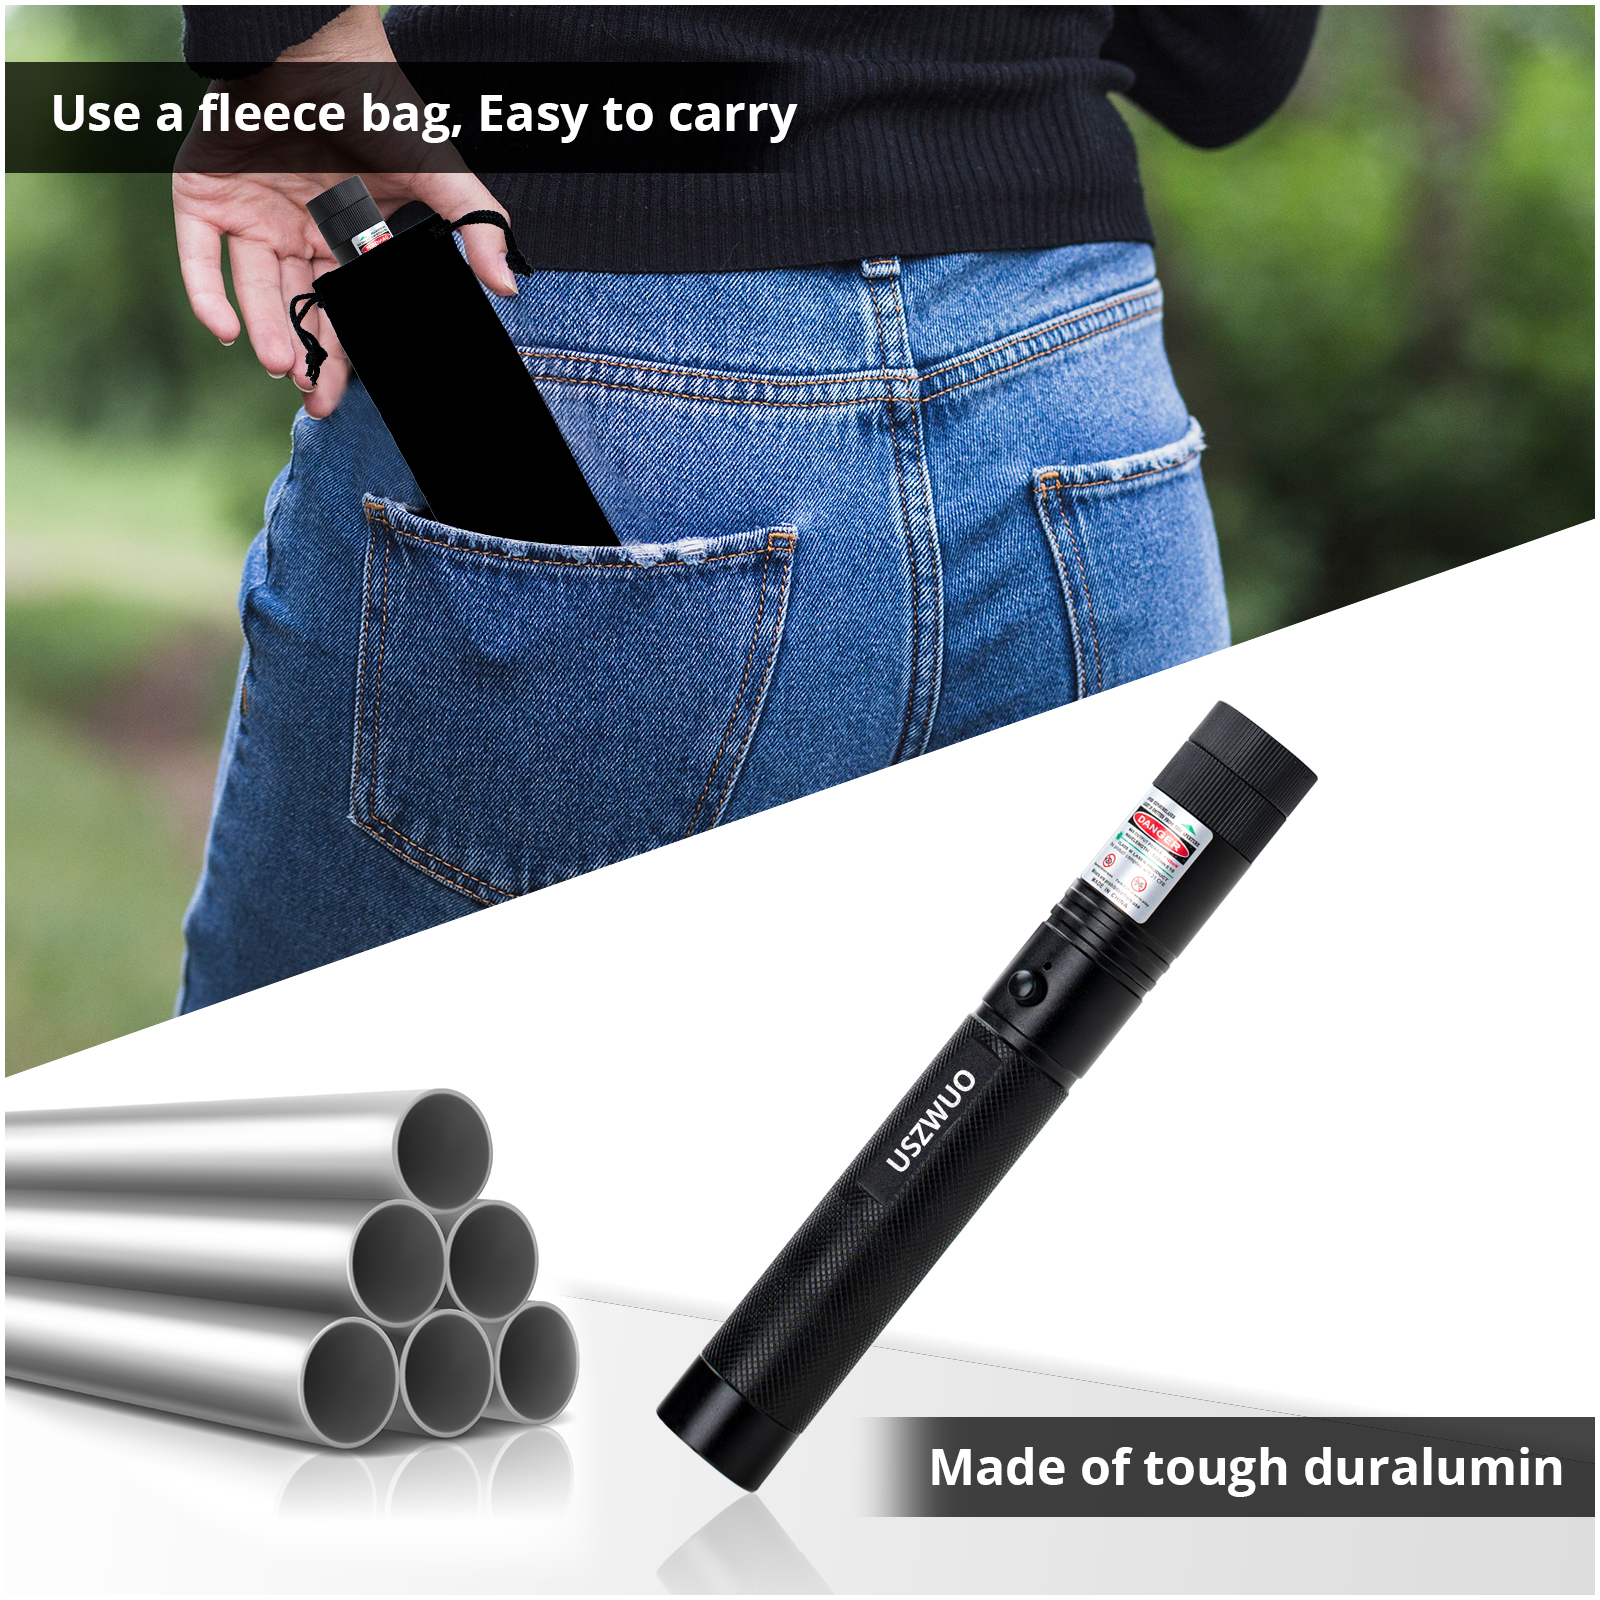 Use a fleece bag, Easy to carry
DANGER
MADE IN CHINA
USZWUO
Made of tough duralumin